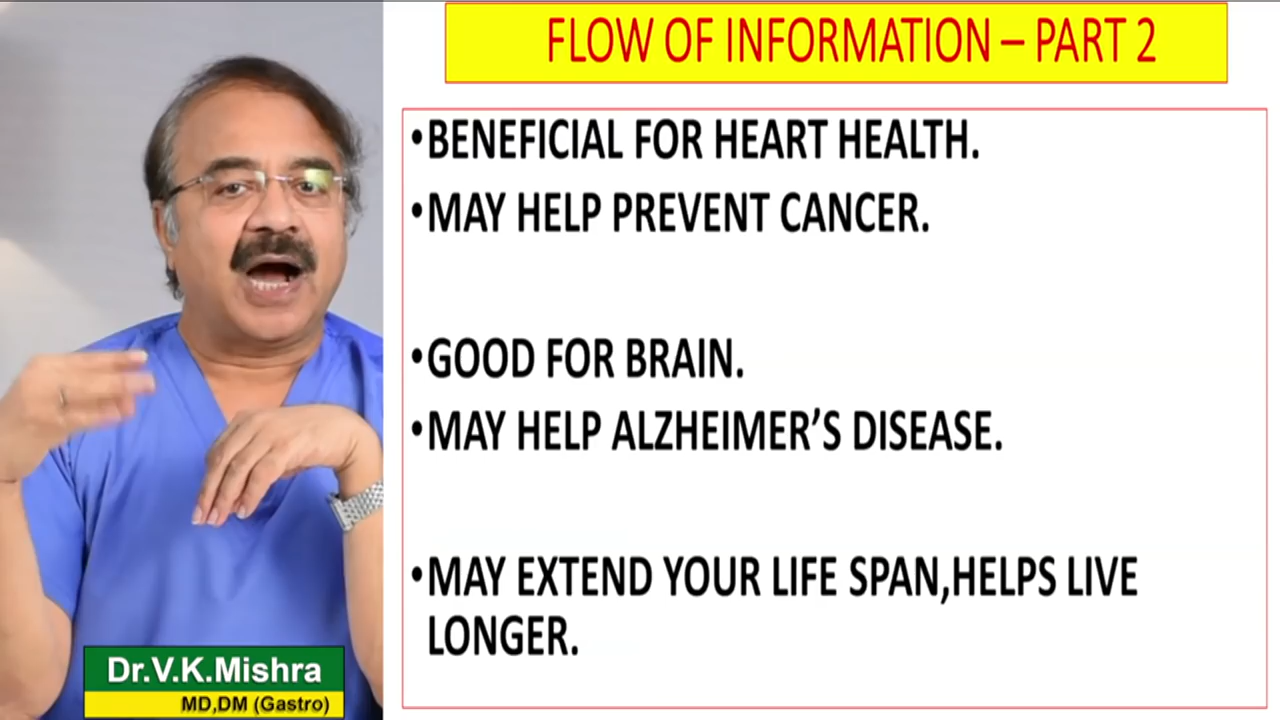 FLOW OF INFORMATION – PART 2
•BENEFICIAL FOR HEART HEALTH.
•MAY HELP PREVENT CANCER.
•GOOD FOR BRAIN.
•MAY HELP ALZHEIMER’S DISEASE.
•MAY EXTEND YOUR LIFE SPAN,HELPS LIVE
LONGER.
Dr.V.K.Mishra
MD,DM (Gastro)